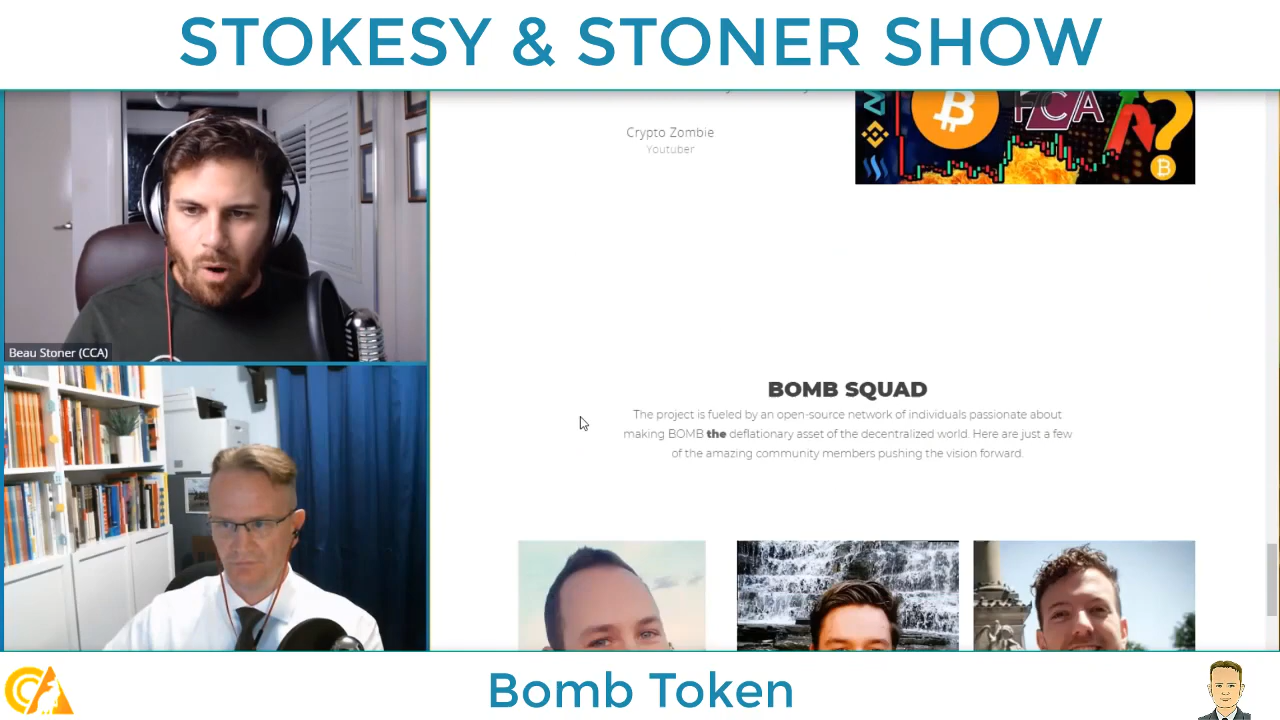 STOKESY & STONER SHOW
Crypto Zombie
Youtuber
FCA
Beau Stoner (CCA)
BOMB SQUAD
The project is fueled by an open-source network of individuals passionate about
making BOMB the deflationary asset of the decentralized world. Here are just a few
of the amazing community members pushing the vision forward.
Bomb Token